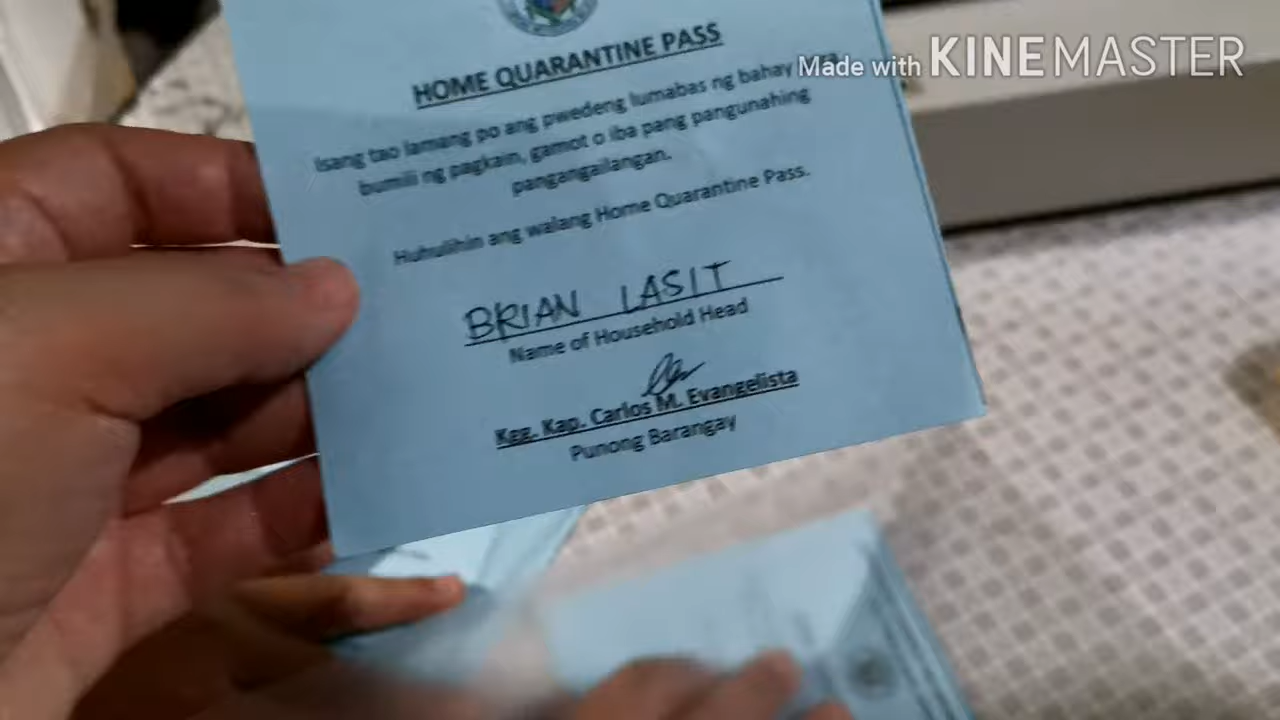 Made with KINEMASTER
HOME QUARANTINE PASS
Isang tao lamang po ang pwedeng lumabas ng bahay
bumili ng pagkain, gamot o iba pang pangunahing
pangangailangan.
Huhulihin ang walang Home Quarantine Pass.
BRIAN LASIT
Name of Household Head
Kgg. Kap. Carlos M. Evangelista
Punong Barangay